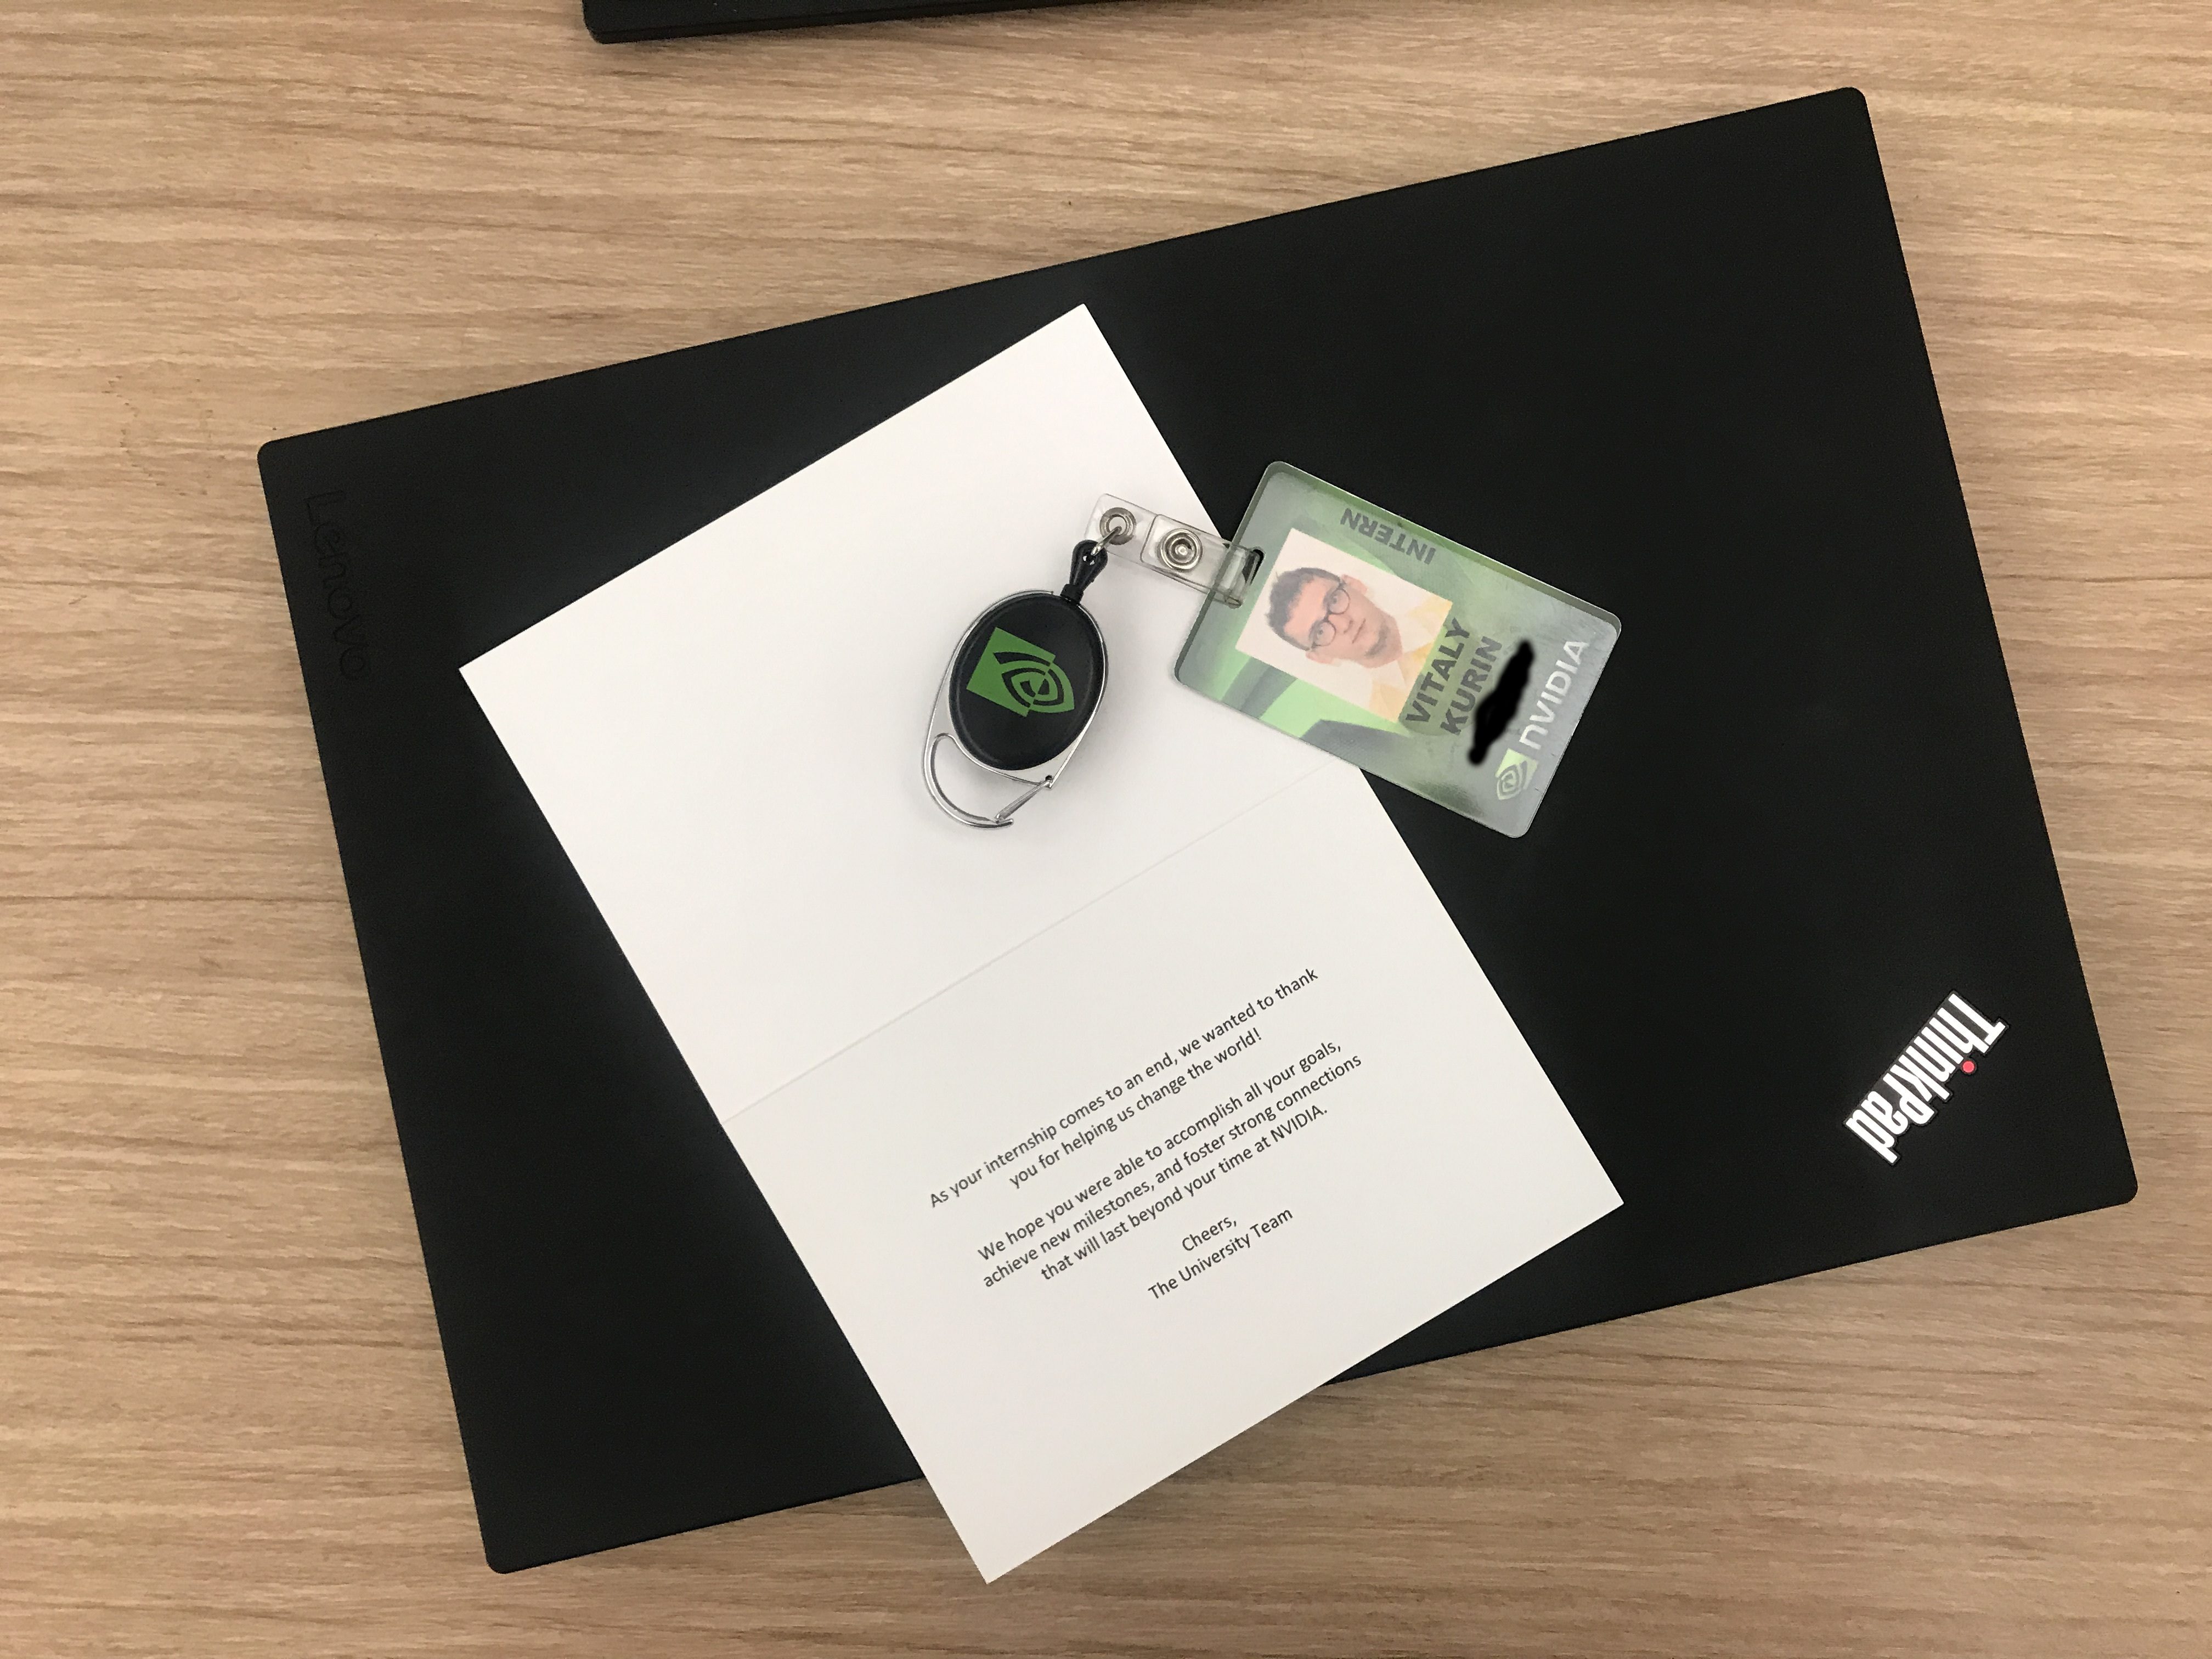 Lenovo
INTERN
VITALY
KURIN
NVIDIA
As your internship comes to an end, we wanted to thank
you for helping us change the world!
We hope you were able to accomplish all your goals,
achieve new milestones, and foster strong connections
that will last beyond your time at NVIDIA.
Cheers,
The University Team
ThinkPad